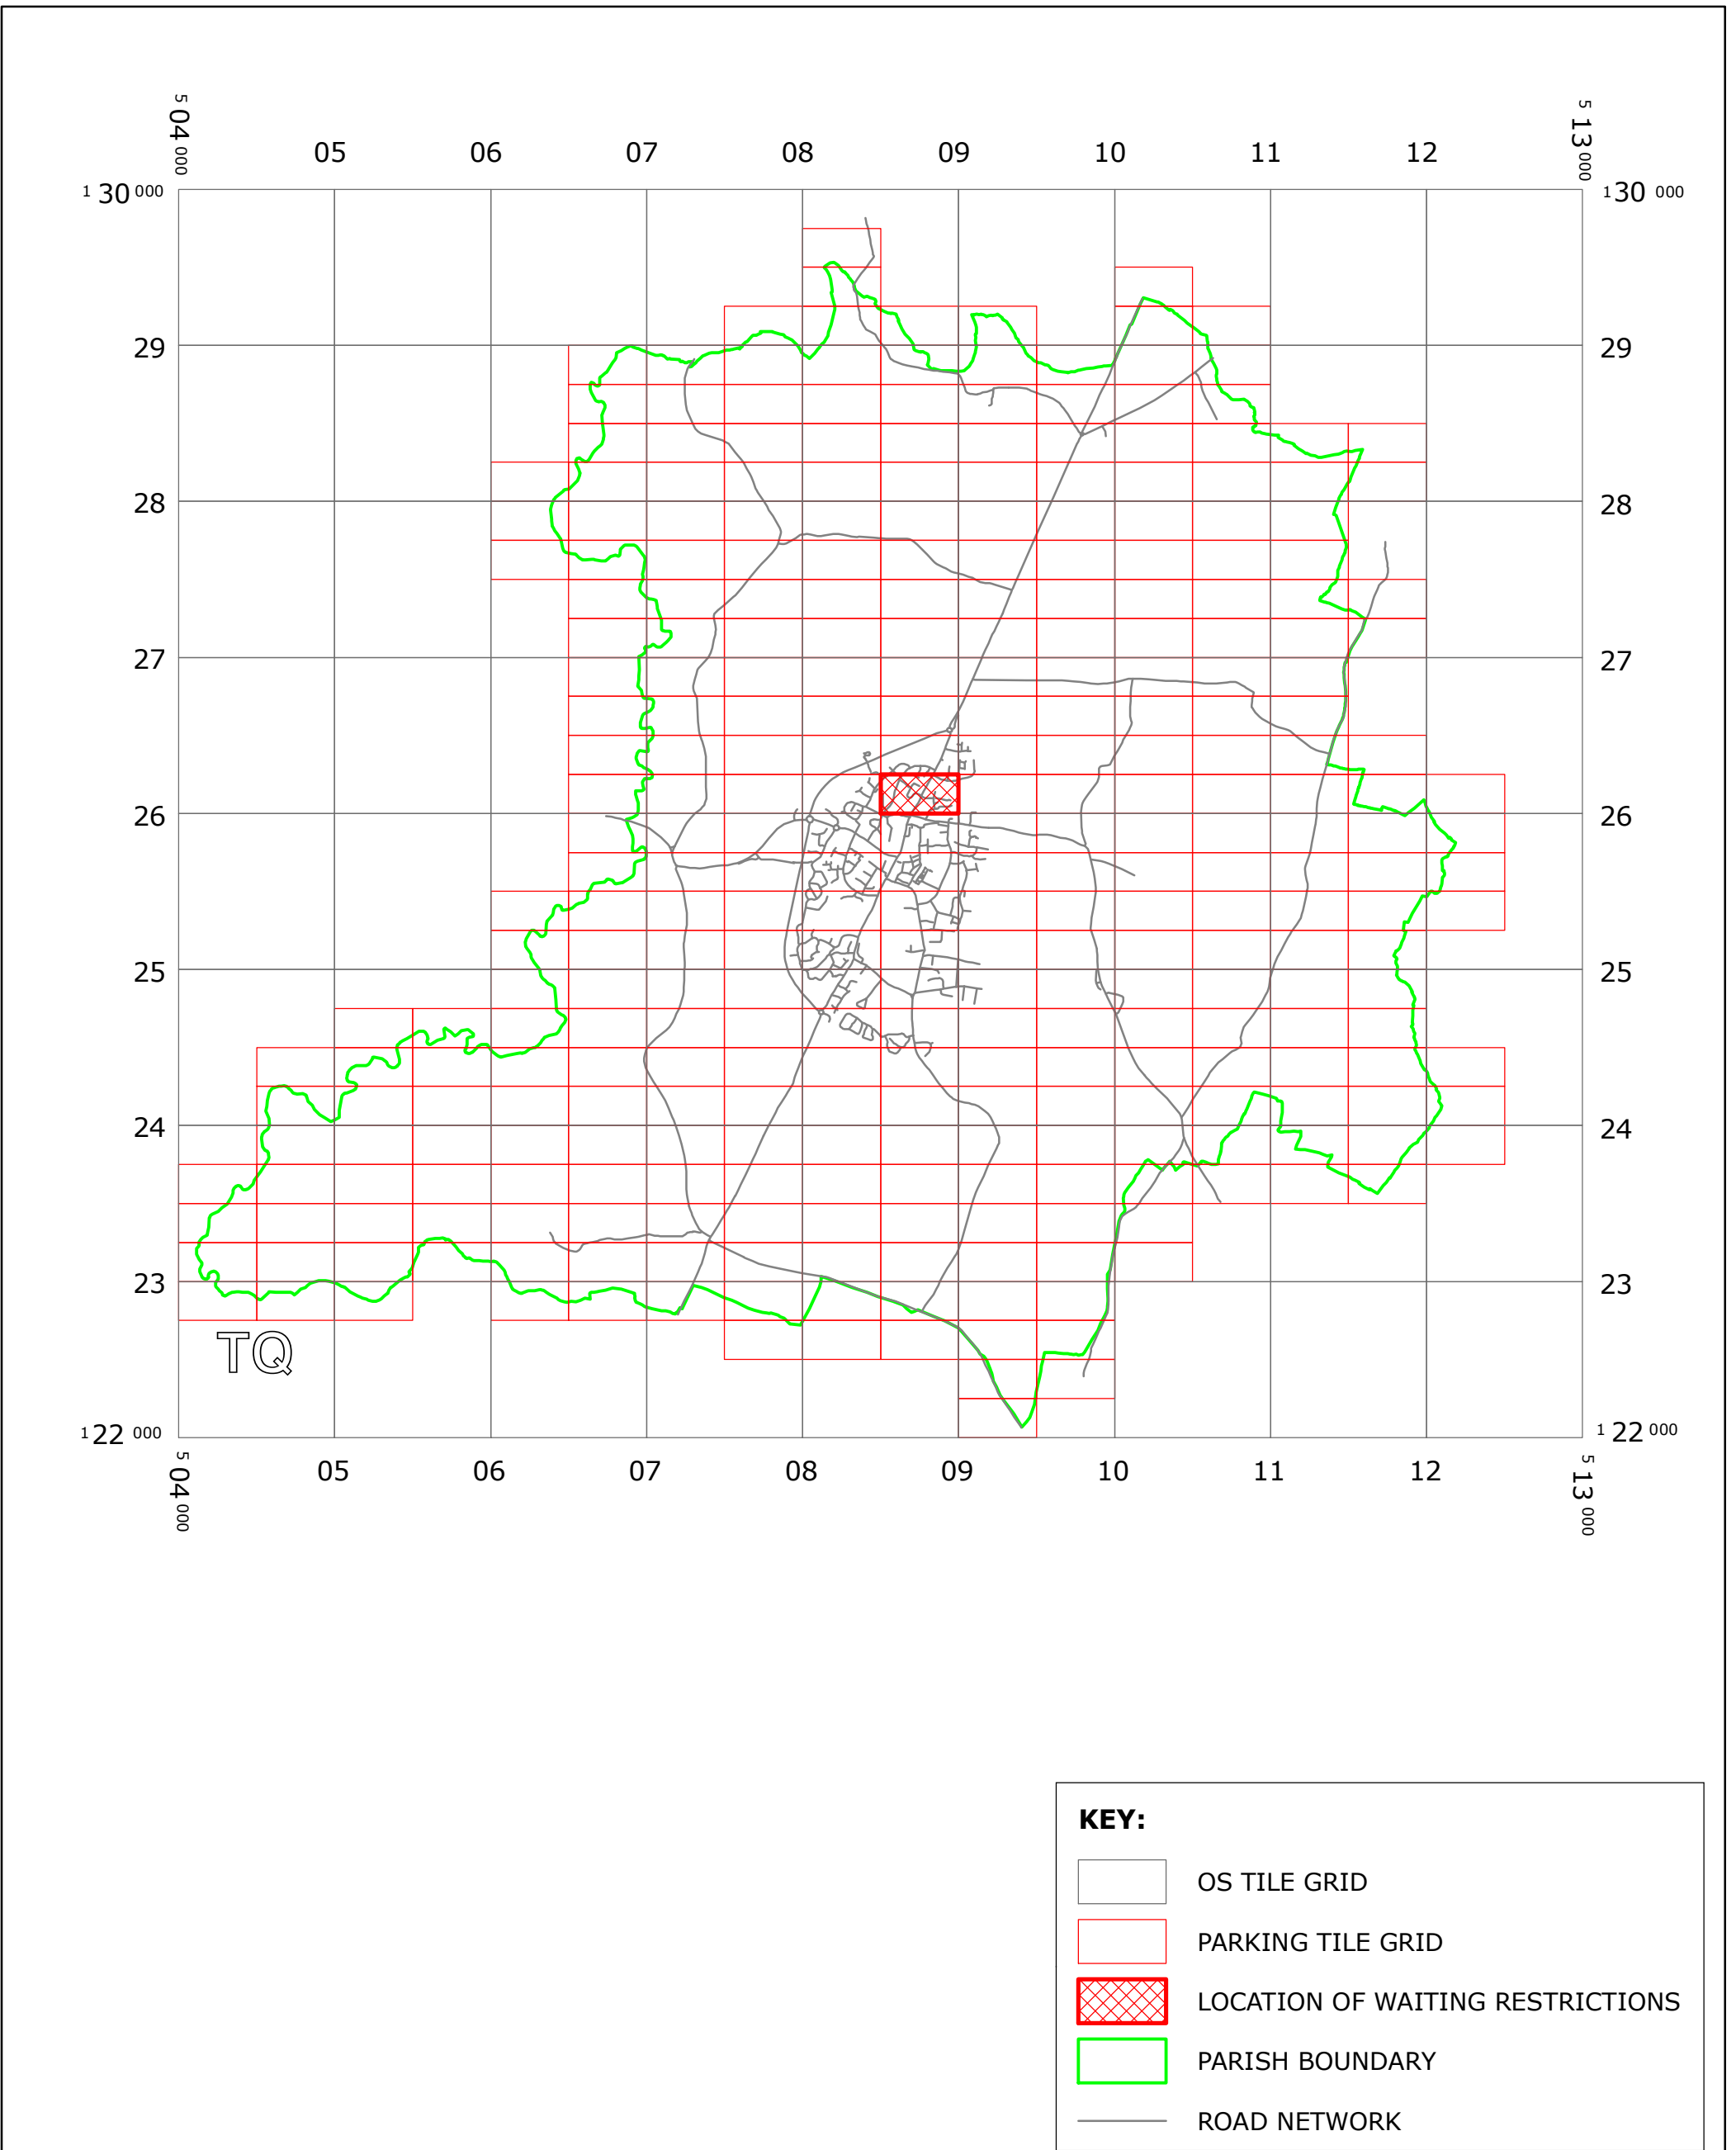 5 04 000
05 06 07 08 09 10 11 12
5 13 000
1 30 000
1 30 000
29 29
28 28
27 27
26 26
25 25
24 24
23 23
TQ
1 22 000
1 22 000
5 04 000
05 06 07 08 09 10 11 12
5 13 000
KEY:
OS TILE GRID
PARKING TILE GRID
LOCATION OF WAITING RESTRICTIONS
PARISH BOUNDARY
ROAD NETWORK